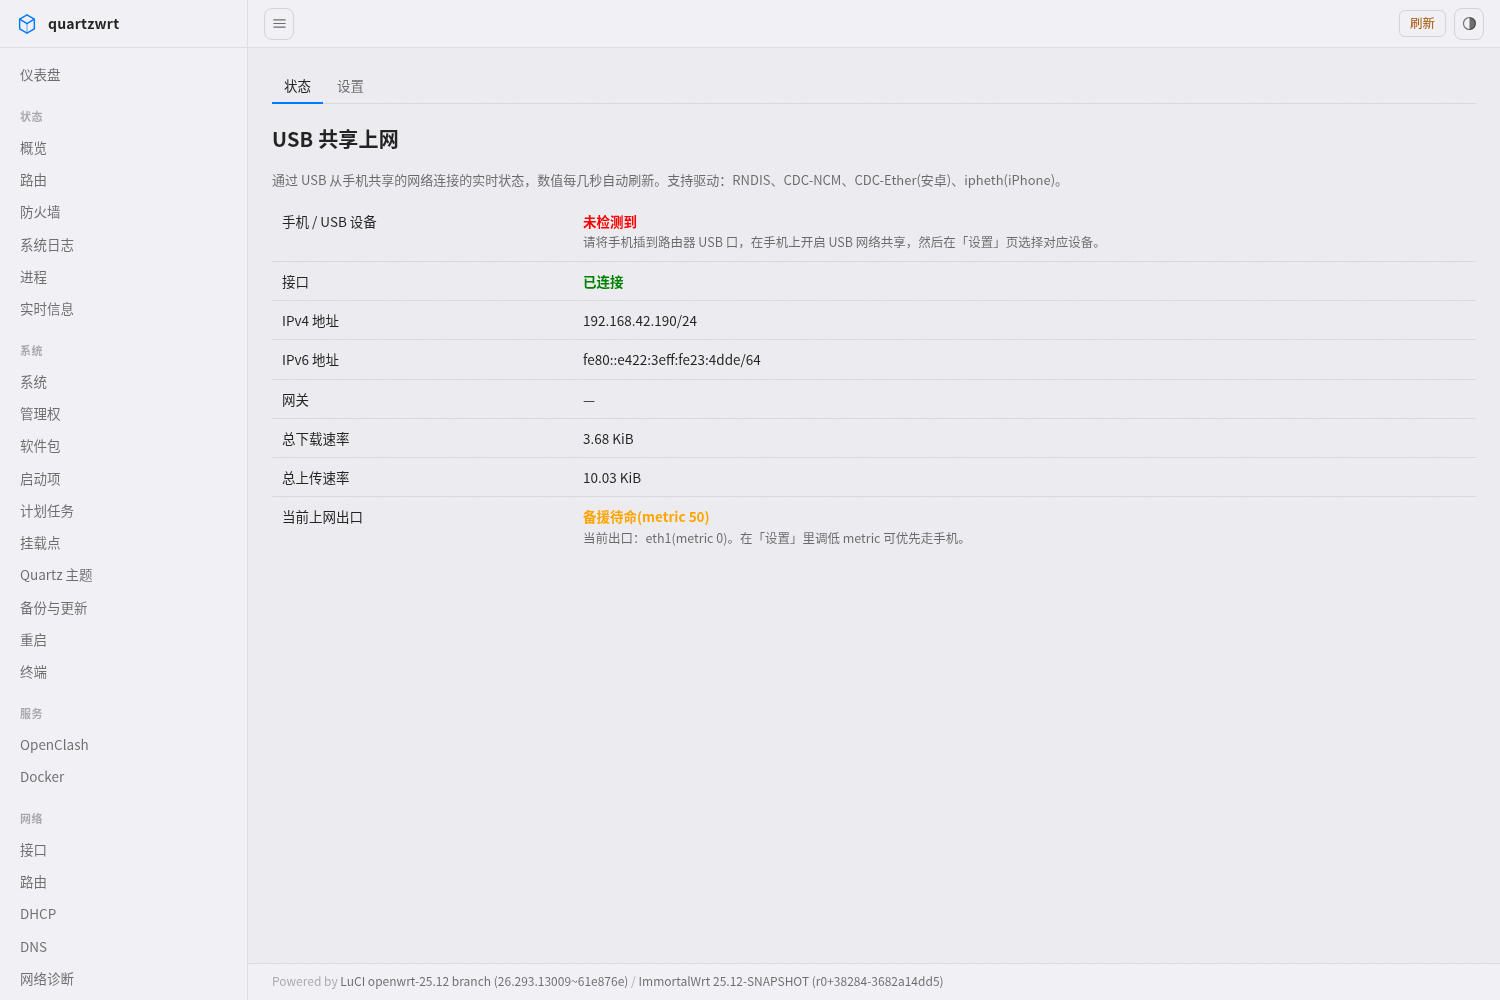 quartzwrt
刷新
仪表盘
状态
概览
路由
防火墙
系统日志
进程
实时信息
系统
系统
管理权
软件包
启动项
计划任务
挂载点
Quartz 主题
备份与更新
重启
终端
服务
OpenClash
Docker
网络
接口
路由
DHCP
DNS
网络诊断
状态 设置
USB 共享上网
通过 USB 从手机共享的网络连接的实时状态，数值每几秒自动刷新。支持驱动：RNDIS、CDC-NCM、CDC-Ether(安卓)、ipheth(iPhone)。
手机 / USB 设备 未检测到
请将手机插到路由器 USB 口，在手机上开启 USB 网络共享，然后在「设置」页选择对应设备。
接口 已连接
IPv4 地址 192.168.42.190/24
IPv6 地址 fe80::e422:3eff:fe23:4dde/64
网关 —
总下载速率 3.68 KiB
总上传速率 10.03 KiB
当前上网出口 备援待命(metric 50)
当前出口：eth1(metric 0)。在「设置」里调低 metric 可优先走手机。
Powered by LuCI openwrt-25.12 branch (26.293.13009~61e876e) / ImmortalWrt 25.12-SNAPSHOT (r0+38284-3682a14dd5)